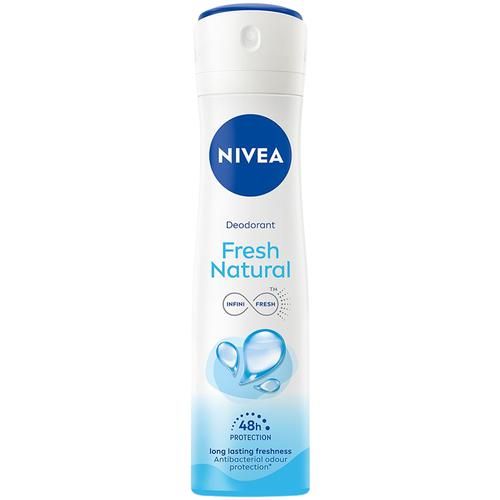 NIVEA
Deodorant
Fresh
Natural
INFINI FRESH TM
48h
PROTECTION
long lasting freshness
Antibacterial odour
protection*